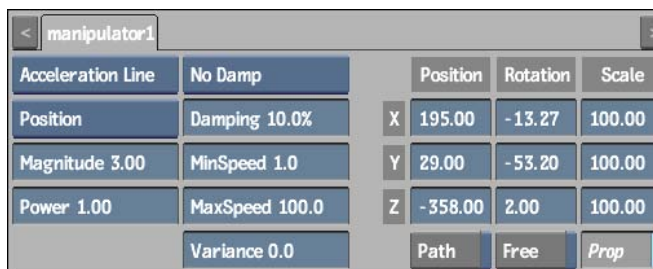 < manipulator1
Acceleration Line No Damp Position Rotation Scale
Position Damping 10.0% X 195.00 -13.27 100.00
Magnitude 3.00 MinSpeed 1.0 Y 29.00 -53.20 100.00
Power 1.00 MaxSpeed 100.0 Z -358.00 2.00 100.00
Variance 0.0 Path Free Prop